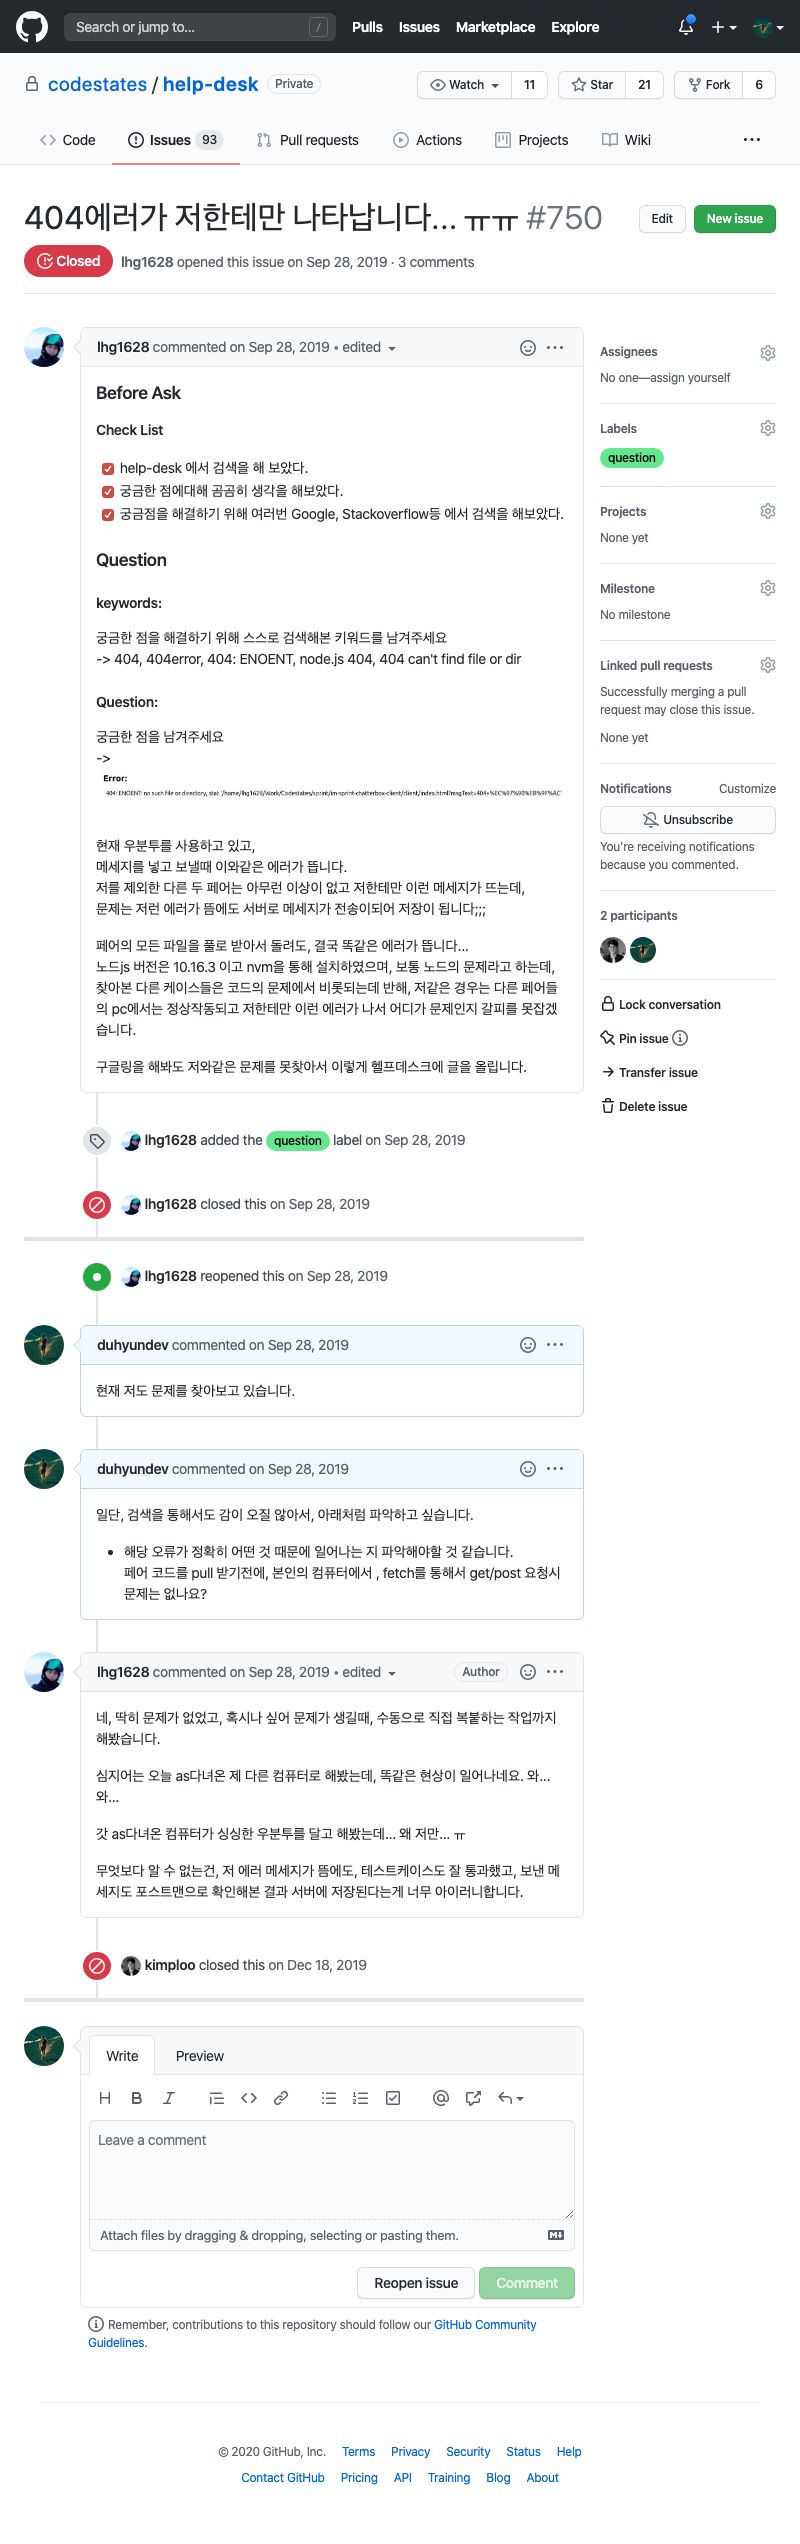 Search or jump to...
/
Pulls Issues Marketplace Explore
codestates / help-desk Private
Watch 11 Star 21 Fork 6
Code Issues 93 Pull requests Actions Projects Wiki ...
404에러가 저한테만 나타납니다... ㅠㅠ #750
Edit New issue
Closed lhg1628 opened this issue on Sep 28, 2019 · 3 comments
lhg1628 commented on Sep 28, 2019 • edited
Before Ask
Check List
help-desk 에서 검색을 해 보았다.
궁금한 점에대해 곰곰히 생각을 해보았다.
궁금점을 해결하기 위해 여러번 Google, Stackoverflow등 에서 검색을 해보았다.
Question
keywords:
궁금한 점을 해결하기 위해 스스로 검색해본 키워드를 남겨주세요
-> 404, 404error, 404: ENOENT, node.js 404, 404 can't find file or dir
Question:
궁금한 점을 남겨주세요
->
Error:
404: ENOENT: no such file or directory, stat '/home/lhg1628/Work/Codestates/sprint/im-sprint-chatterbox-client/client/index.html?msgText=404+%EC%97%90%EB%9F%AC'
현재 우분투를 사용하고 있고,
메세지를 넣고 보낼때 이와같은 에러가 뜹니다.
저를 제외한 다른 두 페어는 아무런 이상이 없고 저한테만 이런 메세지가 뜨는데,
문제는 저런 에러가 뜸에도 서버로 메세지가 전송이되어 저장이 됩니다;;;
페어의 모든 파일을 풀로 받아서 돌려도, 결국 똑같은 에러가 뜹니다...
노드js 버전은 10.16.3 이고 nvm을 통해 설치하였으며, 보통 노드의 문제라고 하는데,
찾아본 다른 케이스들은 코드의 문제에서 비롯되는데 반해, 저같은 경우는 다른 페어들
의 pc에서는 정상작동되고 저한테만 이런 에러가 나서 어디가 문제인지 갈피를 못잡겠
습니다.
구글링을 해봐도 저와같은 문제를 못찾아서 이렇게 헬프데스크에 글을 올립니다.
lhg1628 added the question label on Sep 28, 2019
lhg1628 closed this on Sep 28, 2019
lhg1628 reopened this on Sep 28, 2019
duhyundev commented on Sep 28, 2019
현재 저도 문제를 찾아보고 있습니다.
duhyundev commented on Sep 28, 2019
일단, 검색을 통해서도 감이 오질 않아서, 아래처럼 파악하고 싶습니다.
• 해당 오류가 정확히 어떤 것 때문에 일어나는 지 파악해야할 것 같습니다.
페어 코드를 pull 받기전에, 본인의 컴퓨터에서 , fetch를 통해서 get/post 요청시
문제는 없나요?
lhg1628 commented on Sep 28, 2019 • edited Author
네, 딱히 문제가 없었고, 혹시나 싶어 문제가 생길때, 수동으로 직접 복붙하는 작업까지
해봤습니다.
심지어는 오늘 as다녀온 제 다른 컴퓨터로 해봤는데, 똑같은 현상이 일어나네요. 와...
와...
갓 as다녀온 컴퓨터가 싱싱한 우분투를 달고 해봤는데... 왜 저만... ㅠ
무엇보다 알 수 없는건, 저 에러 메세지가 뜸에도, 테스트케이스도 잘 통과했고, 보낸 메
세지도 포스트맨으로 확인해본 결과 서버에 저장된다는게 너무 아이러니합니다.
kimploo closed this on Dec 18, 2019
Write Preview
Leave a comment
Attach files by dragging & dropping, selecting or pasting them.
Reopen issue Comment
Remember, contributions to this repository should follow our GitHub Community
Guidelines.
Assignees
No one—assign yourself
Labels
question
Projects
None yet
Milestone
No milestone
Linked pull requests
Successfully merging a pull
request may close this issue.
None yet
Notifications Customize
Unsubscribe
You're receiving notifications
because you commented.
2 participants
Lock conversation
Pin issue
Transfer issue
Delete issue
© 2020 GitHub, Inc. Terms Privacy Security Status Help
Contact GitHub Pricing API Training Blog About